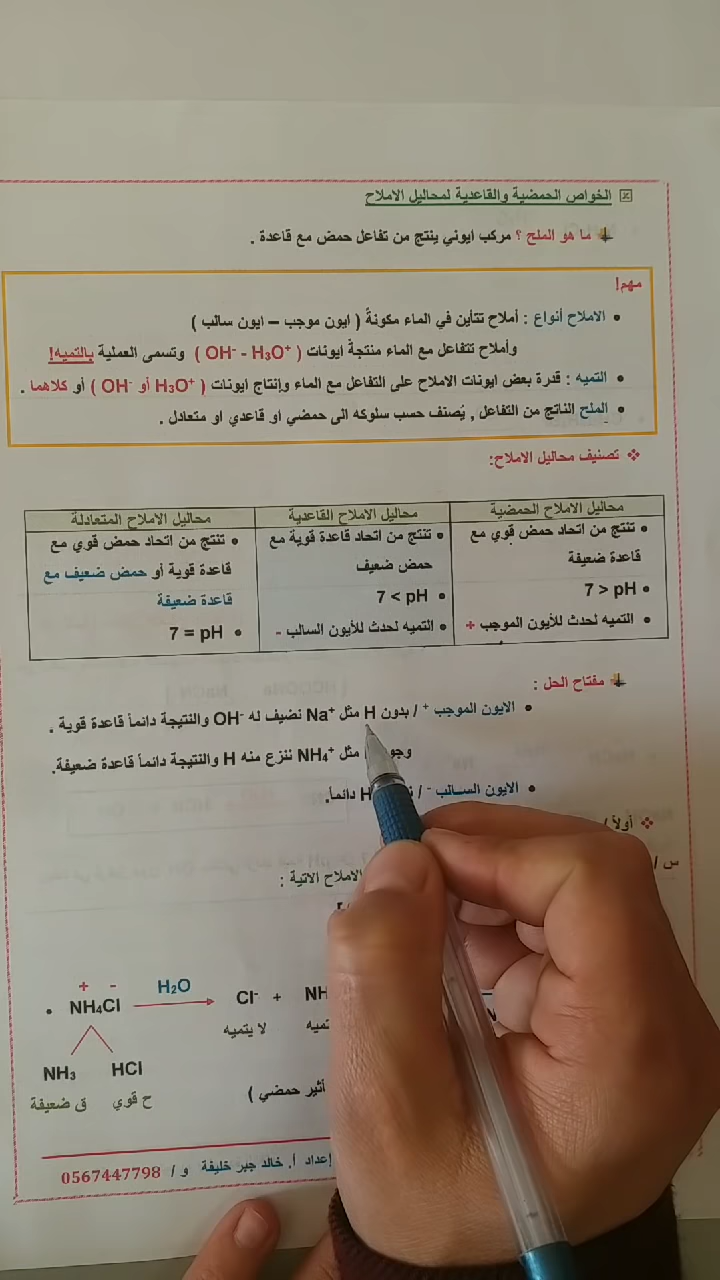 الخواص الحمضية والقاعدية لمحاليل الاملاح
ما هو الملح ؟ مركب ايوني ينتج من تفاعل حمض مع قاعدة .
مهم!
الاملاح أنواع : أملاح تتأين في الماء مكونةً ( ايون موجب – ايون سالب )
وأملاح تتفاعل مع الماء منتجةً ايونات ( OH⁻ - H₃O⁺ ) وتسمى العملية بالتميه!
التميه : قدرة بعض ايونات الاملاح على التفاعل مع الماء وإنتاج ايونات ( H₃O⁺ أو OH⁻ ) أو كلاهما .
الملح الناتج من التفاعل , يُصنف حسب سلوكه الى حمضي او قاعدي او متعادل .
تصنيف محاليل الاملاح:
محاليل الاملاح الحمضية
تنتج من اتحاد حمض قوي مع
قاعدة ضعيفة
7 > pH
التميه تحدث للأيون الموجب +
محاليل الاملاح القاعدية
تنتج من اتحاد قاعدة قوية مع
حمض ضعيف
7 < pH
التميه تحدث للأيون السالب -
محاليل الاملاح المتعادلة
تنتج من اتحاد حمض قوي مع
قاعدة قوية أو حمض ضعيف مع
قاعدة ضعيفة
7 = pH
مفتاح الحل :
الايون الموجب ⁺ / بدون H مثل Na⁺ نضيف له OH⁻ والنتيجة دائماً قاعدة قوية .
مثل NH₄⁺ ننزع منه H والنتيجة دائماً قاعدة ضعيفة.
الايون السالب ⁻ / دائماً.
أولاً /
س /
الاملاح الاتية :
+ -
NH₄Cl H₂O Cl⁻ +
لا يتميه
NH₃ HCl
ق ضعيفة ح قوي
حمضي )
إعداد أ. خالد جبر خليفة و / 0567447798